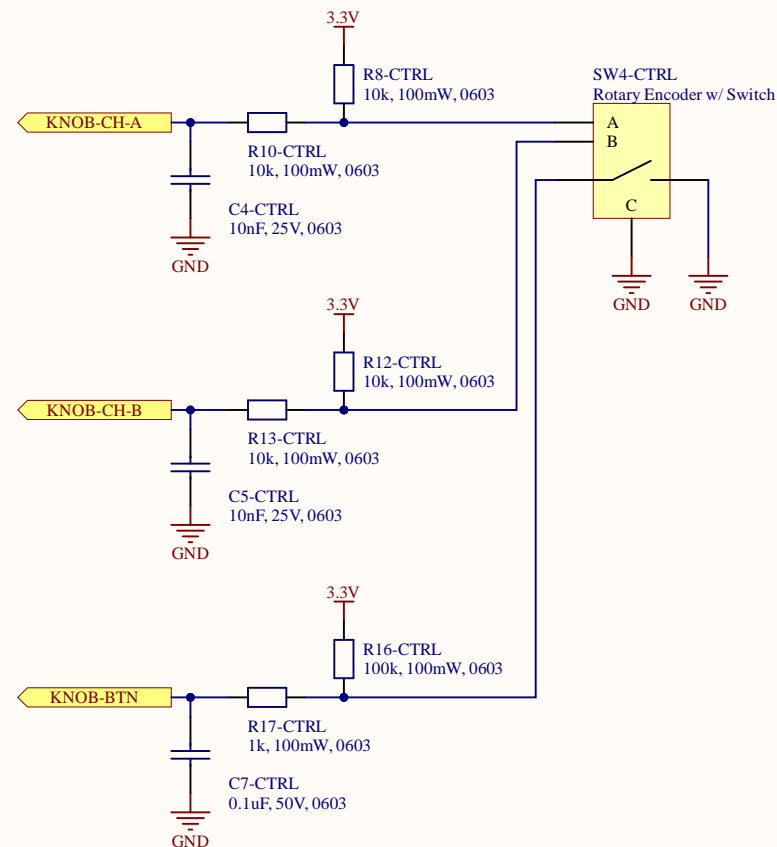 3.3V
R8-CTRL
10k, 100mW, 0603
SW4-CTRL
Rotary Encoder w/ Switch
KNOB-CH-A
A
B
R10-CTRL
10k, 100mW, 0603
C4-CTRL
10nF, 25V, 0603
C
GND
GND
GND
3.3V
R12-CTRL
10k, 100mW, 0603
KNOB-CH-B
R13-CTRL
10k, 100mW, 0603
C5-CTRL
10nF, 25V, 0603
GND
3.3V
R16-CTRL
100k, 100mW, 0603
KNOB-BTN
R17-CTRL
1k, 100mW, 0603
C7-CTRL
0.1uF, 50V, 0603
GND